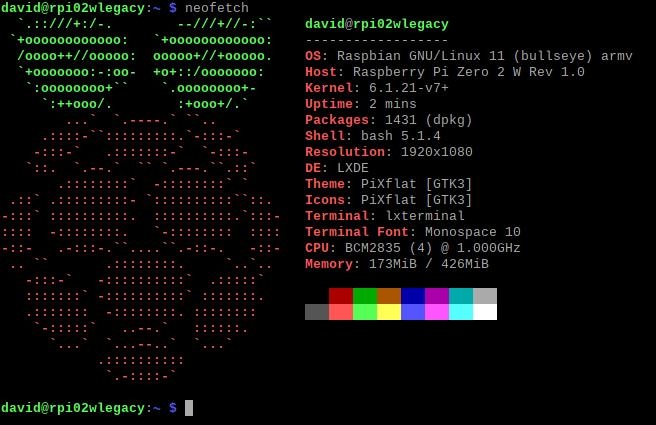 david@rpi02wlegacy:~ $ neofetch
david@rpi02wlegacy
------------------
OS: Raspbian GNU/Linux 11 (bullseye) armv
Host: Raspberry Pi Zero 2 W Rev 1.0
Kernel: 6.1.21-v7+
Uptime: 2 mins
Packages: 1431 (dpkg)
Shell: bash 5.1.4
Resolution: 1920x1080
DE: LXDE
Theme: PiXflat [GTK3]
Icons: PiXflat [GTK3]
Terminal: lxterminal
Terminal Font: Monospace 10
CPU: BCM2835 (4) @ 1.000GHz
Memory: 173MiB / 426MiB
david@rpi02wlegacy:~ $